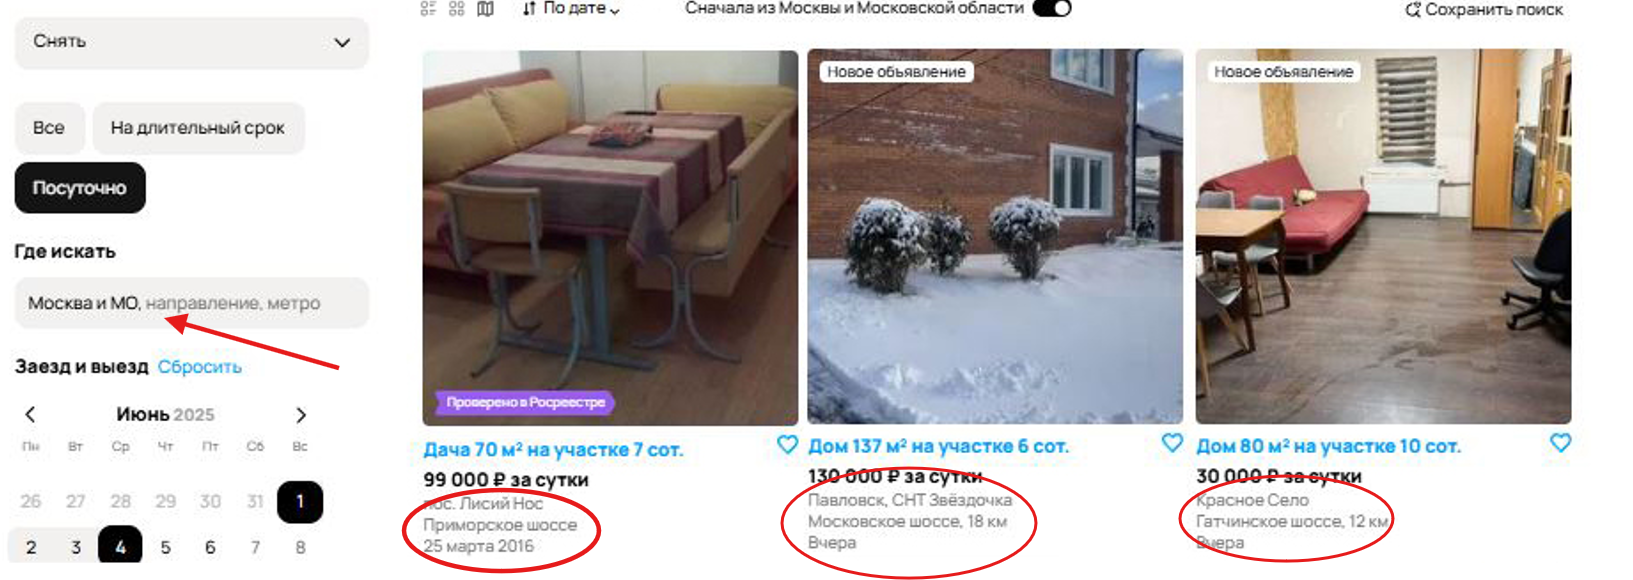 Снять
Все
На длительный срок
Посуточно
Где искать
Москва и МО, направление, метро
Заезд и выезд Сбросить
Июнь 2025
Пн Вт Ср Чт Пт Сб Вс
26 27 28 29 30 31 1
2 3 4 5 6 7 8
По дате
Сначала из Москвы и Московской области
Сохранить поиск
Проверено в Росреестре
Дача 70 м² на участке 7 сот.
99 000 ₽ за сутки
пос. Лисий Нос
Приморское шоссе
25 марта 2016
Новое объявление
Дом 137 м² на участке 6 сот.
130 000 ₽ за сутки
Павловск, СНТ Звёздочка
Московское шоссе, 18 км
Вчера
Новое объявление
Дом 80 м² на участке 10 сот.
30 000 ₽ за сутки
Красное Село
Гатчинское шоссе, 12 км
Вчера